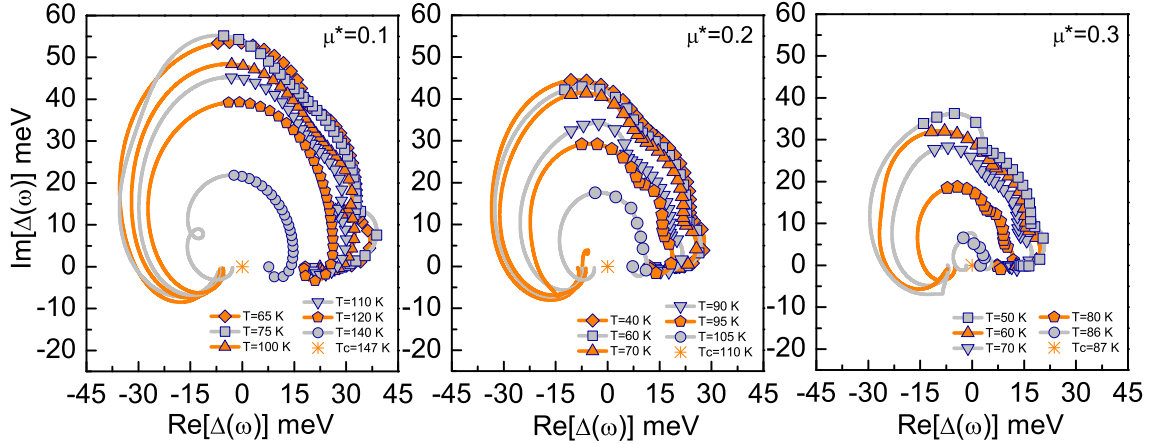 60
50
40
30
20
10
0
-10
-20
Im[Δ(ω)] meV
μ*=0.1
T=65 K
T=75 K
T=100 K
T=110 K
T=120 K
T=140 K
Tc=147 K
-45 -30 -15 0 15 30 45
Re[Δ(ω)] meV
60
50
40
30
20
10
0
-10
-20
μ*=0.2
T=40 K
T=60 K
T=70 K
T=90 K
T=95 K
T=105 K
Tc=110 K
-45 -30 -15 0 15 30 45
Re[Δ(ω)] meV
60
50
40
30
20
10
0
-10
-20
μ*=0.3
T=50 K
T=60 K
T=70 K
T=80 K
T=86 K
Tc=87 K
-45 -30 -15 0 15 30 45
Re[Δ(ω)] meV